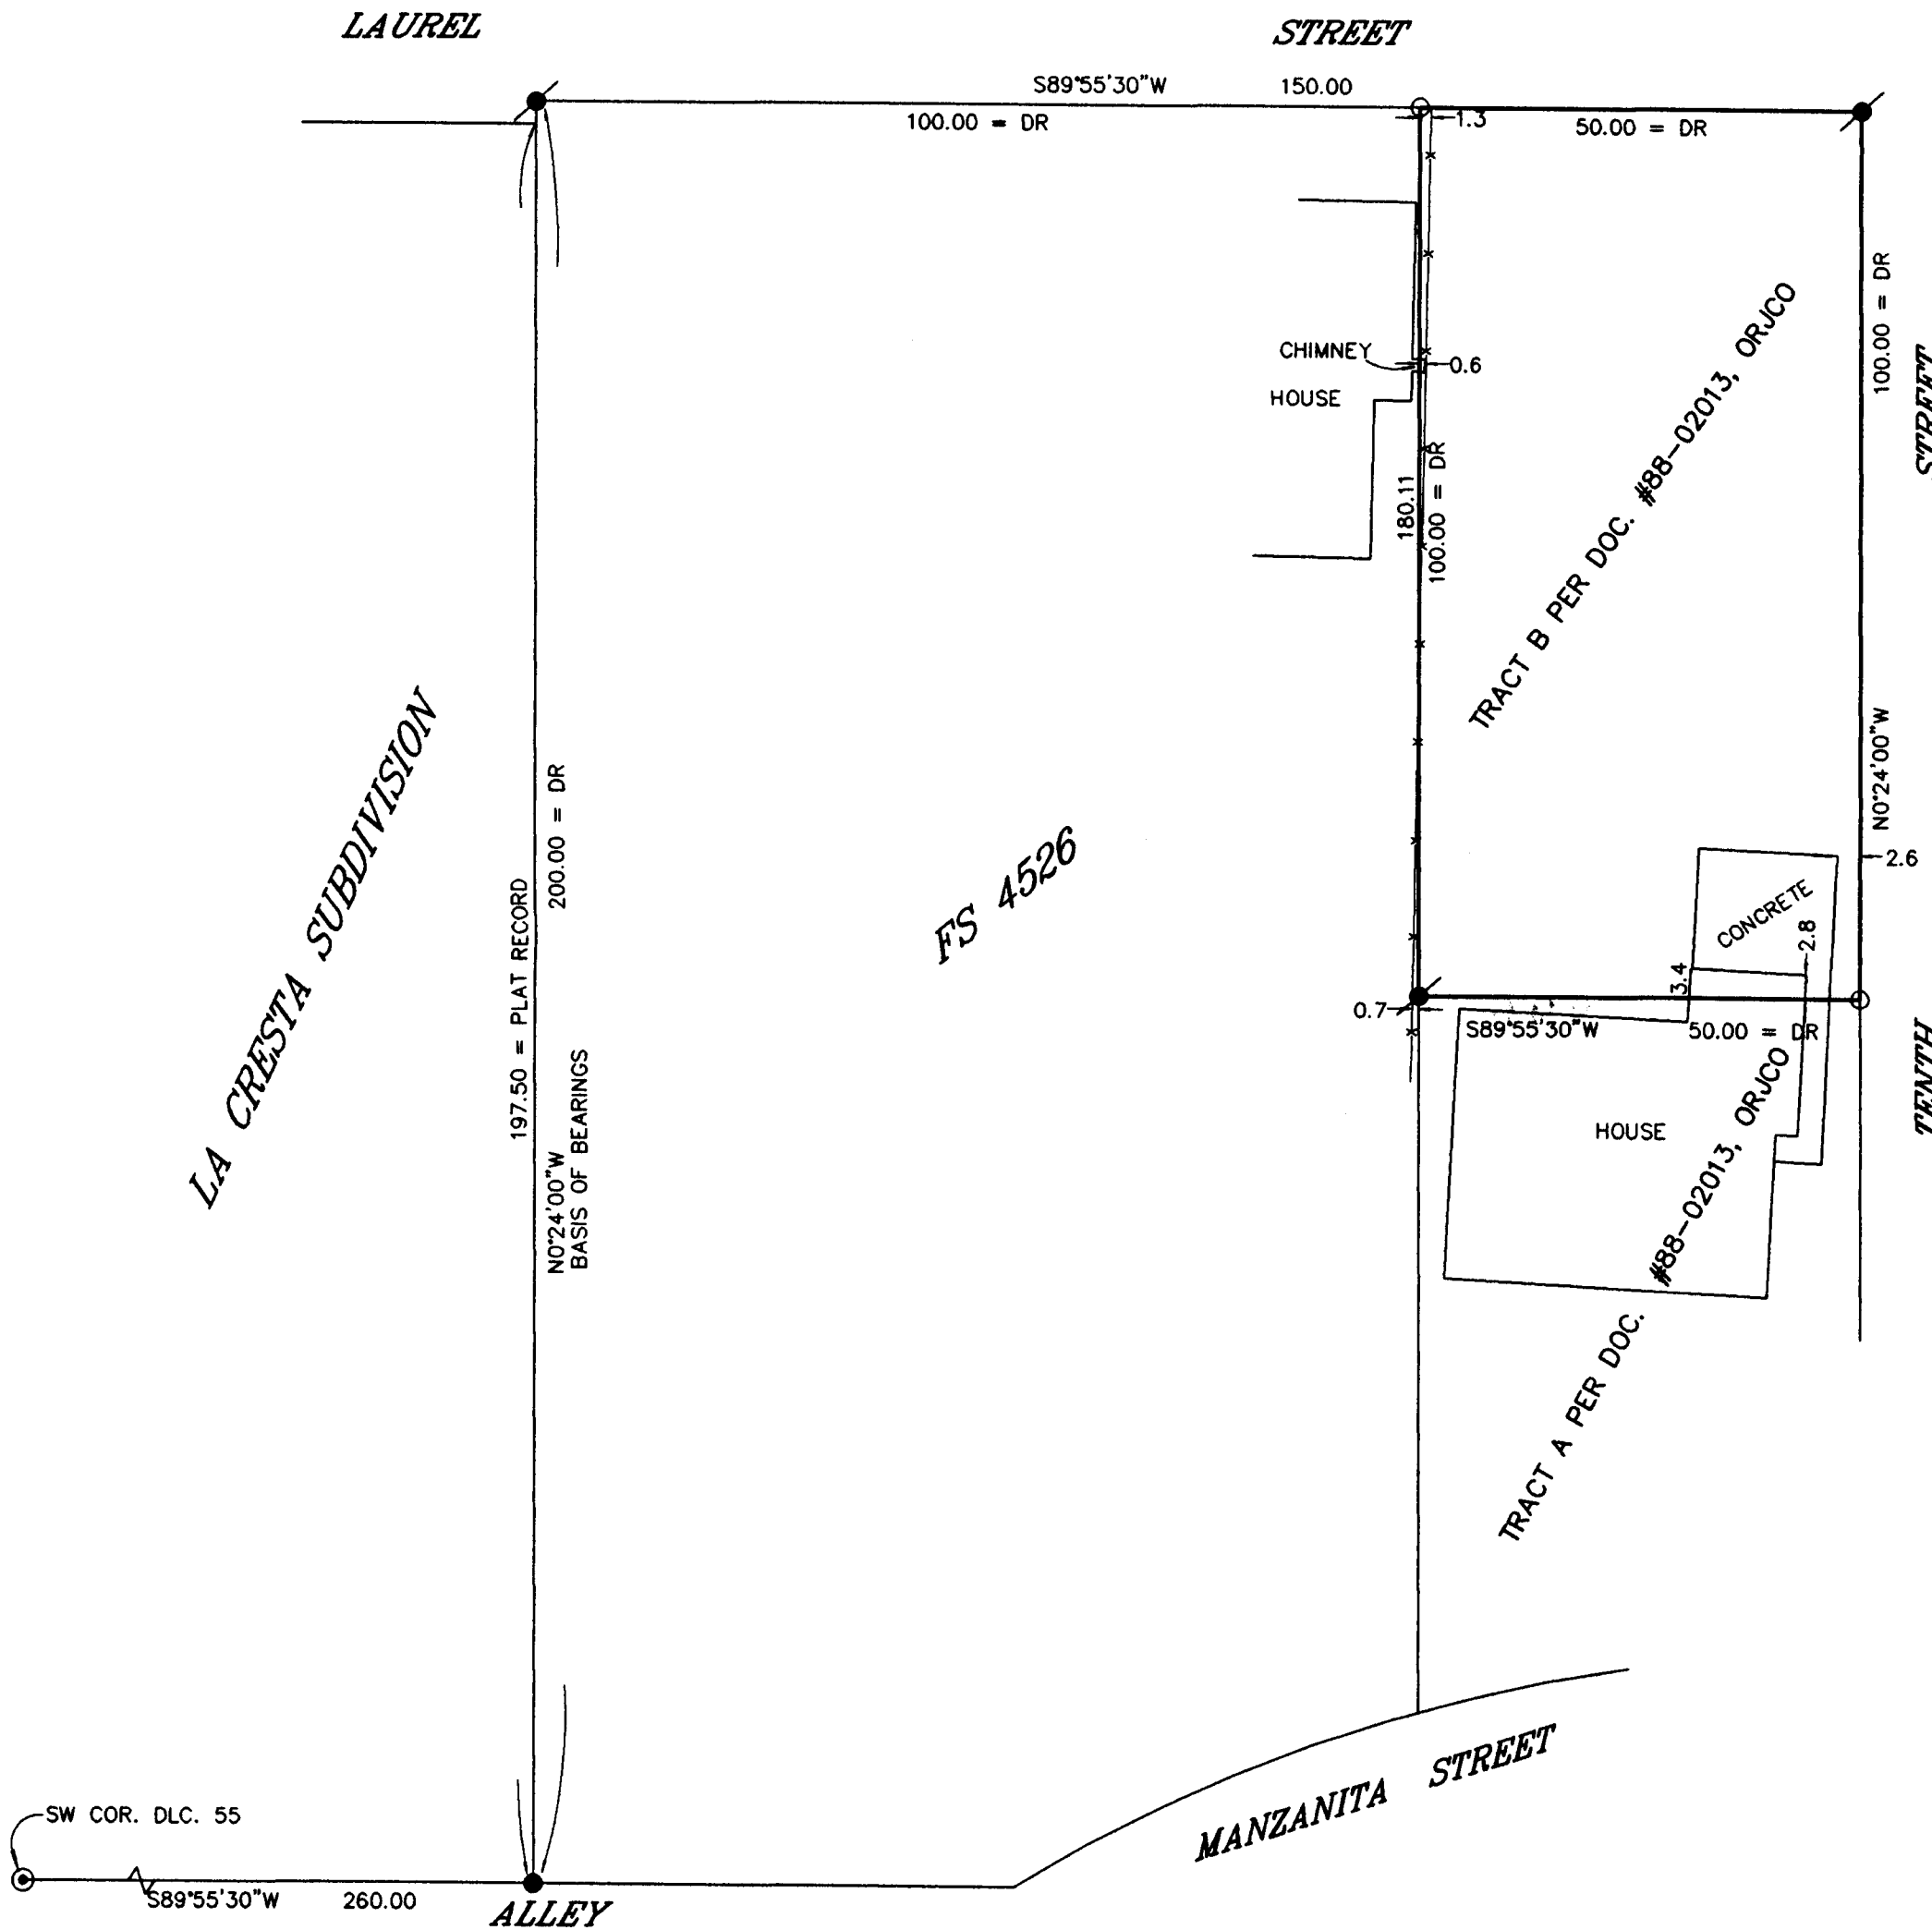 LAUREL STREET
S89°55'30"W 150.00
100.00 = DR
1.3
50.00 = DR
100.00 = DR
STREET
CHIMNEY
0.6
HOUSE
180.11
100.00 = DR
TRACT B PER DOC. #88-02013, ORJCO
N0°24'00"W
2.6
LA CRESTA SUBDIVISION
197.50 = PLAT RECORD
200.00 = DR
N0°24'00"W
BASIS OF BEARINGS
FS 4526
CONCRETE
2.8
3.4
0.7
S89°55'30"W 50.00 = DR
TENTH
HOUSE
TRACT A PER DOC. #88-02013, ORJCO
MANZANITA STREET
SW COR. DLC. 55
S89°55'30"W 260.00
ALLEY